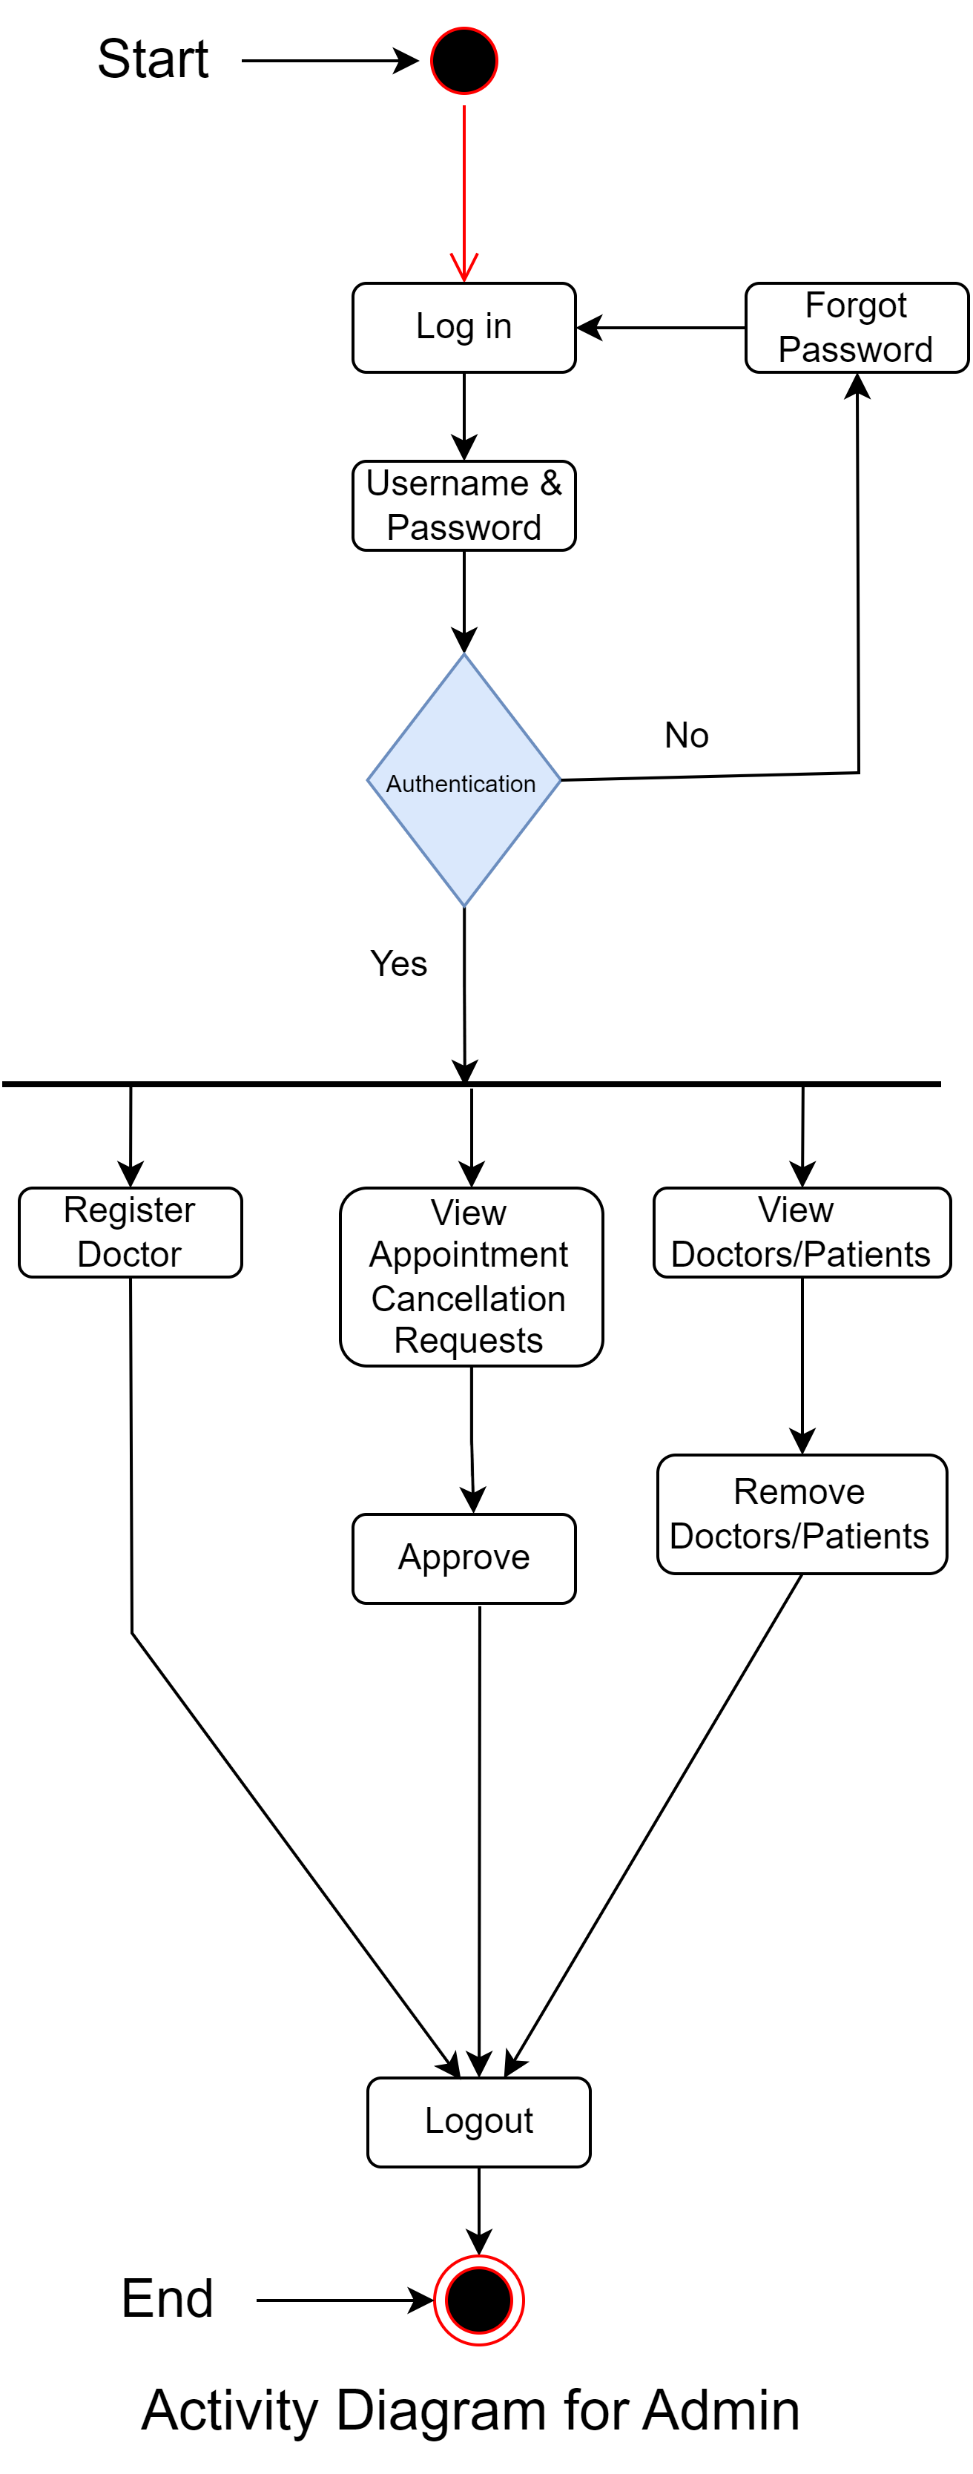 Start
Log in
Forgot
Password
Username &
Password
No
Authentication
Yes
Register
Doctor
View
Appointment
Cancellation
Requests
View
Doctors/Patients
Approve
Remove
Doctors/Patients
Logout
End
Activity Diagram for Admin